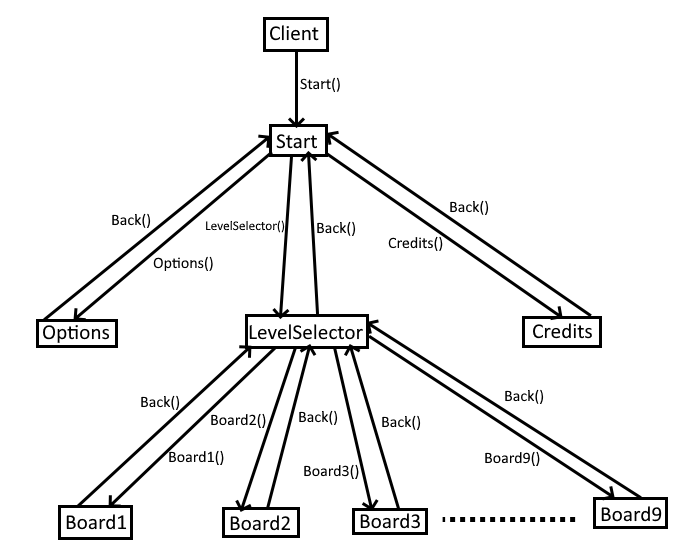 Client
Start()
Start
Back()
Back()
LevelSelector()
Back()
Credits()
Options()
Options
LevelSelector
Credits
Back()
Back()
Board2()
Back()
Back()
Board1()
Board3()
Board9()
Board1
Board2
Board3
Board9